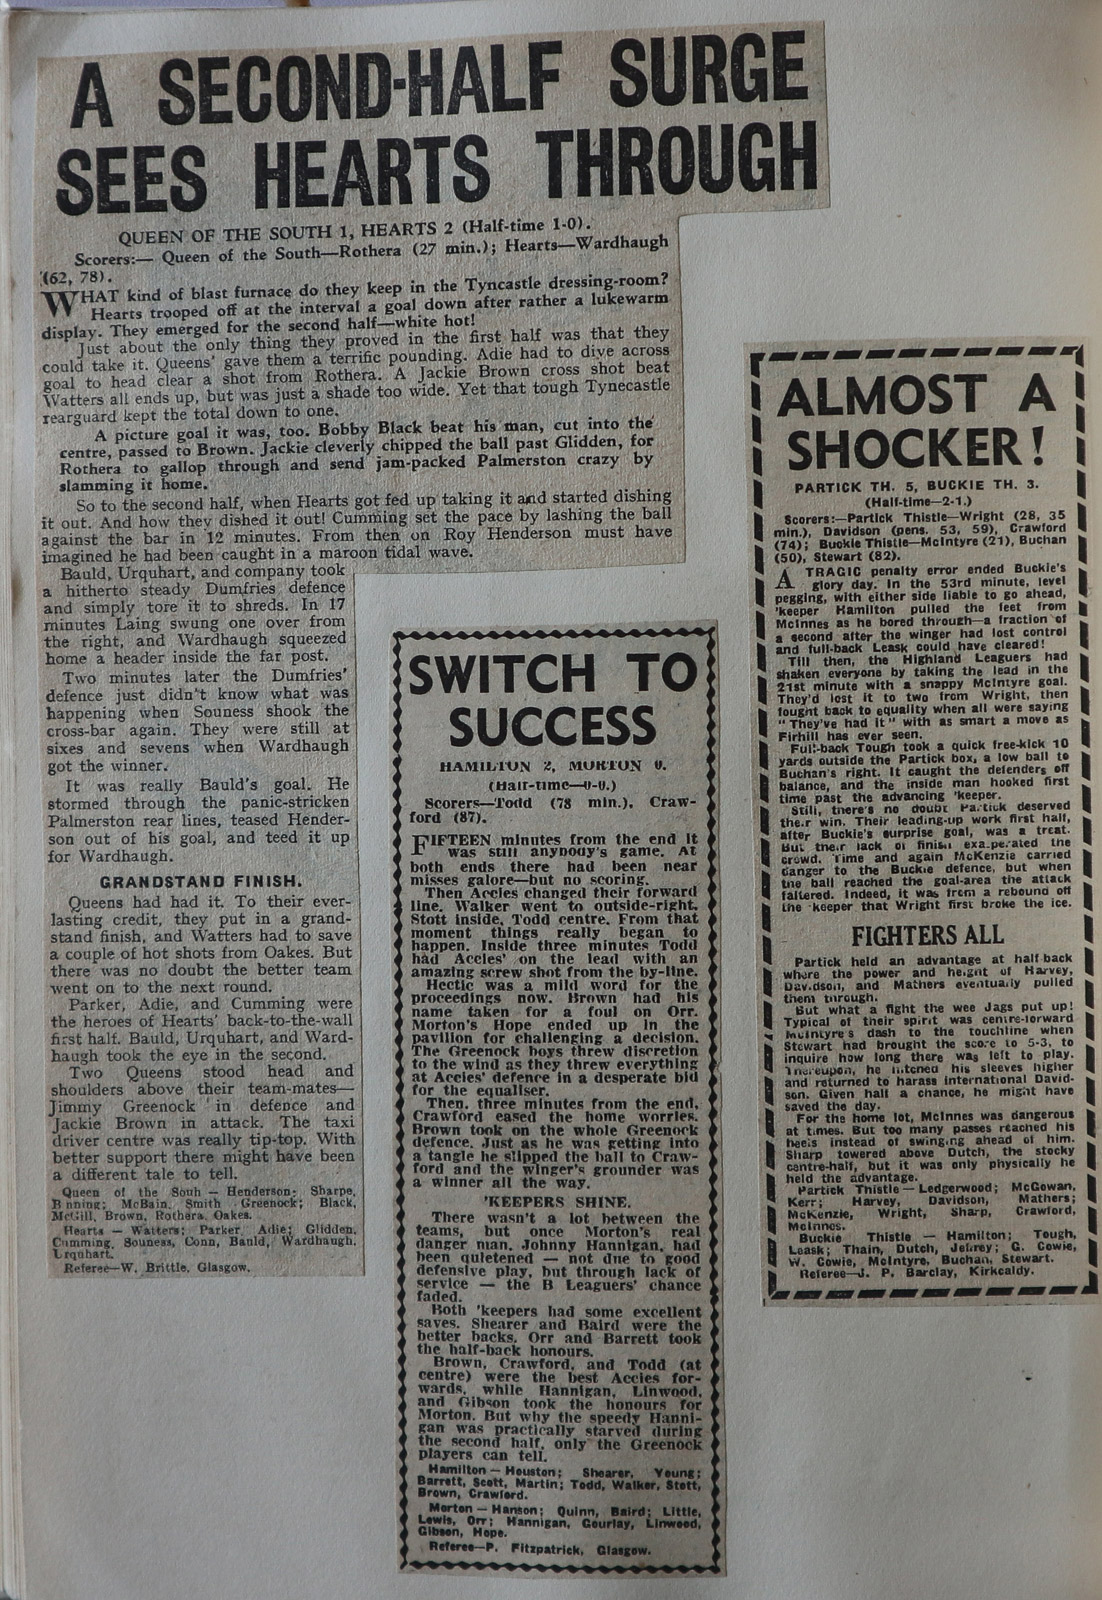 A SECOND-HALF SURGE
SEES HEARTS THROUGH
QUEEN OF THE SOUTH 1, HEARTS 2 (Half-time 1-0).
Scorers:— Queen of the South—Rothera (27 min.); Hearts—Wardhaugh
(62, 78).
WHAT kind of blast furnace do they keep in the Tyncastle dressing-room?
Hearts trooped off at the interval a goal down after rather a lukewarm
display. They emerged for the second half—white hot!
Just about the only thing they proved in the first half was that they
could take it. Queens' gave them a terrific pounding. Adie had to dive across
goal to head clear a shot from Rothera. A Jackie Brown cross shot beat
Watters all ends up, but was just a shade too wide. Yet that tough Tynecastle
rearguard kept the total down to one.
A picture goal it was, too. Bobby Black beat his man, cut into the
centre, passed to Brown. Jackie cleverly chipped the ball past Glidden, for
Rothera to gallop through and send jam-packed Palmerston crazy by
slamming it home.
So to the second half, when Hearts got fed up taking it and started dishing
it out. And how they dished it out! Cumming set the pace by lashing the ball
against the bar in 12 minutes. From then on Roy Henderson must have
imagined he had been caught in a maroon tidal wave.
Bauld, Urquhart, and company took
a hitherto steady Dumfries defence
and simply tore it to shreds. In 17
minutes Laing swung one over from
the right, and Wardhaugh squeezed
home a header inside the far post.
Two minutes later the Dumfries'
defence just didn't know what was
happening when Souness shook the
cross-bar again. They were still at
sixes and sevens when Wardhaugh
got the winner.
It was really Bauld's goal. He
stormed through the panic-stricken
Palmerston rear lines, teased Hender-
son out of his goal, and teed it up
for Wardhaugh.
GRANDSTAND FINISH.
Queens had had it. To their ever-
lasting credit, they put in a grand-
stand finish, and Watters had to save
a couple of hot shots from Oakes. But
there was no doubt the better team
went on to the next round.
Parker, Adie, and Cumming were
the heroes of Hearts' back-to-the-wall
first half. Bauld, Urquhart, and Ward-
haugh took the eye in the second.
Two Queens stood head and
shoulders above their team-mates—
Jimmy Greenock in defence and
Jackie Brown in attack. The taxi
driver centre was really tip-top. With
better support there might have been
a different tale to tell.
Queen of the Souh — Henderson; Sharpe,
B nning; McBain, Smith Greenock; Black,
McGill, Brown, Rothera, Oakes.
Hearts — Watters; Parker, Adie; Glidden,
Cumming, Souness, Conn, Bauld, Wardhaugh,
Urquhart.
Referee—W. Brittle, Glasgow.
SWITCH TO
SUCCESS
HAMILTON 2, MORTON 0.
(Half-time—0-0.)
Scorers—Todd (78 min.), Craw-
ford (87).
FIFTEEN minutes from the end it
was still anybody's game. At
both ends there had been near
misses galore—but no scoring.
Then Accies changed their forward
line. Walker went to outside-right,
Stott inside, Todd centre. From that
moment things really began to
happen. Inside three minutes Todd
had Accies' on the lead with an
amazing screw shot from the by-line.
Hectic was a mild word for the
proceedings now. Brown had his
name taken for a foul on Orr.
Morton's Hope ended up in the
pavilion for challenging a decision.
The Greenock boys threw discretion
to the wind as they threw everything
at Accies' defence in a desperate bid
for the equaliser.
Then, three minutes from the end,
Crawford eased the home worries.
Brown took on the whole Greenock
defence. Just as he was getting into
a tangle he slipped the ball to Craw-
ford and the winger's grounder was
a winner all the way.
'KEEPERS SHINE.
There wasn't a lot between the
teams, but once Morton's real
danger man, Johnny Hannigan, had
been quietened — not due to good
defensive play, but through lack of
service — the B Leaguers' chance
faded.
Both 'keepers had some excellent
saves. Shearer and Baird were the
better backs. Orr and Barrett took
the half-back honours.
Brown, Crawford, and Todd (at
centre) were the best Accies for-
wards, while Hannigan, Linwood,
and Gibson took the honours for
Morton. But why the speedy Hanni-
gan was practically starved during
the second half, only the Greenock
players can tell.
Hamilton — Houston; Shearer, Young;
Barrett, Scott, Martin; Todd, Walker, Stott,
Brown, Crawford.
Morton — Hanson; Quinn, Baird; Little,
Lewis, Orr; Hannigan, Gourlay, Linwood,
Gibson, Hope.
Referee—P. Fitzpatrick, Glasgow.
ALMOST A
SHOCKER!
PARTICK TH. 5, BUCKIE TH. 3.
(Half-time—2-1.)
Scorers:—Partick Thistle—Wright (28, 35
min.), Davidson (pens. 53, 59), Crawford
(74); Buckie Thistle—McIntyre (21), Buchan
(50), Stewart (82).
A TRAGIC penalty error ended Buckie's
glory day. In the 53rd minute, level
pegging, with either side liable to go ahead,
'keeper Hamilton pulled the feet from
McInnes as he bored through—a fraction of
a second after the winger had lost control
and full-back Leask could have cleared!
Till then, the Highland Leaguers had
shaken everyone by taking the lead in the
21st minute with a snappy McIntyre goal.
They'd lost it to two from Wright, then
fought back to equality when all were saying
"They've had it" with as smart a move as
Firhill has ever seen.
Full-back Tough took a quick free-kick 10
yards outside the Partick box, a low ball to
Buchan's right. It caught the defenders off
balance, and the inside man hooked first
time past the advancing 'keeper.
Still, there's no doubt Partick deserved
their win. Their leading-up work first half,
after Buckie's surprise goal, was a treat.
But their lack of finish exasperated the
crowd. Time and again McKenzie carried
danger to the Buckie defence, but when
the ball reached the goal-area the attack
faltered. Indeed, it was from a rebound off
the 'keeper that Wright first broke the ice.
FIGHTERS ALL
Partick held an advantage at half-back
where the power and height of Harvey,
Davidson, and Mathers eventually pulled
them through.
But what a fight the wee Jags put up!
Typical of their spirit was centre-forward
McIntyre's dash to the touchline when
Stewart had brought the score to 5-3, to
inquire how long there was left to play.
Thereupon, he hitched his sleeves higher
and returned to harass international David-
son. Given half a chance, he might have
saved the day.
For the home lot, McInnes was dangerous
at times. But too many passes reached his
heels instead of swinging ahead of him.
Sharp towered above Dutch, the stocky
centre-half, but it was only physically he
held the advantage.
Partick Thistle—Ledgerwood; McGowan,
Kerr; Harvey, Davidson, Mathers;
McKenzie, Wright, Sharp, Crawford,
McInnes.
Buckie Thistle — Hamilton; Tough,
Leask; Thain, Dutch, Jeffrey; G. Cowie,
W. Cowie, McIntyre, Buchan, Stewart.
Referee—J. P. Barclay, Kirkcaldy.